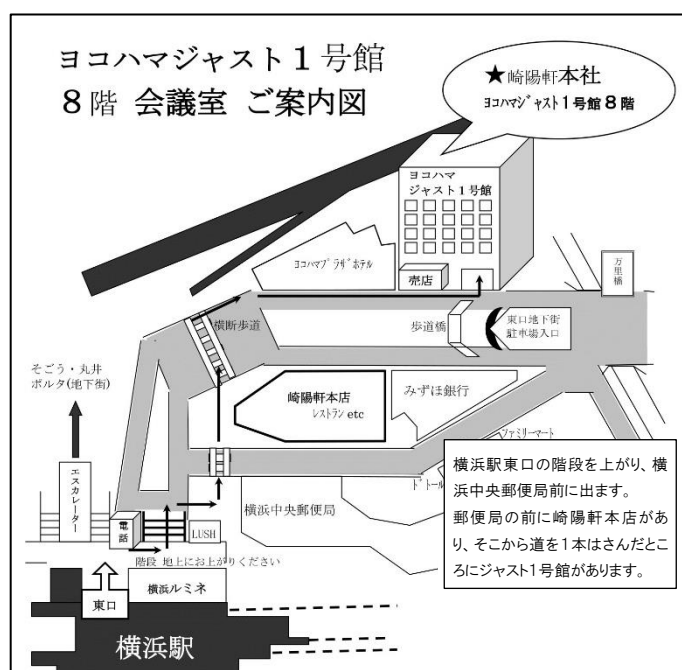 ヨコハマジャスト１号館
８階 会議室 ご案内図
★崎陽軒本社
ﾖｺﾊﾏｼﾞｬｽﾄ１号館８階
ヨコハマ
ジャスト１号館
ﾖｺﾊﾏﾌﾟﾗｻﾞﾎﾃﾙ
売店
万里橋
横断歩道
歩道橋
東口地下街
駐車場入口
そごう・丸井
ポルタ(地下街)
崎陽軒本店
ﾚｽﾄﾗﾝ etc
みずほ銀行
ファミリーマート
ﾄﾞﾄｰﾙ
エスカレーター
電話
LUSH
横浜中央郵便局
階段 地上にお上がりください
横浜駅東口の階段を上がり、横
浜中央郵便局前に出ます。
郵便局の前に崎陽軒本店があ
り、そこから道を１本はさんだとこ
ろにジャスト１号館があります。
横浜ルミネ
東口
横浜駅